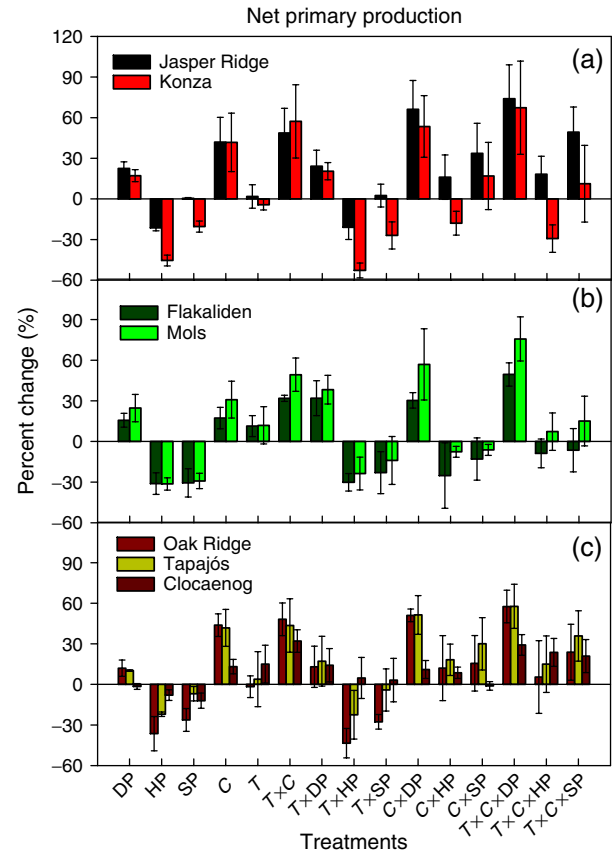 Net primary production
120
90
60
30
0
−30
−60
(a)
Jasper Ridge
Konza
90
60
30
0
−30
−60
(b)
Flakaliden
Mols
Percent change (%)
90
60
30
0
−30
−60
(c)
Oak Ridge
Tapajós
Clocaenog
DP
HP
SP
C
T
T×C
T×DP
T×HP
T×SP
C×DP
C×HP
C×SP
T×C×DP
T×C×HP
T×C×SP
Treatments